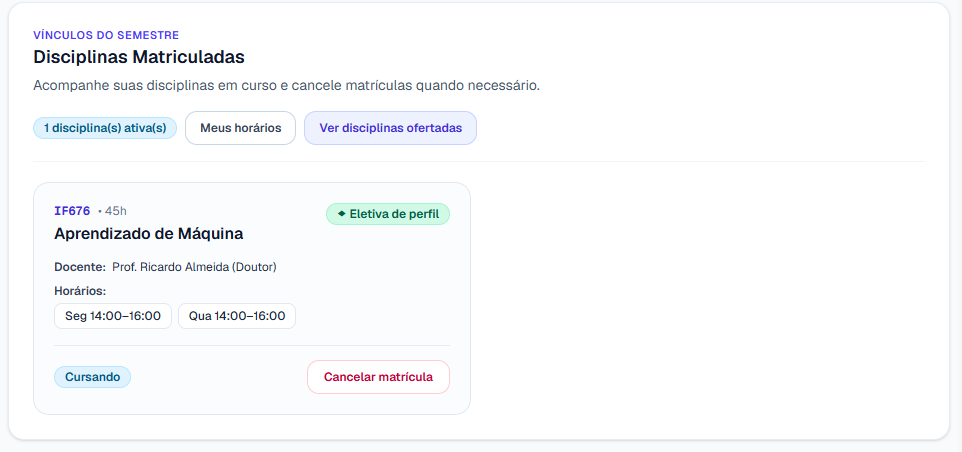 VÍNCULOS DO SEMESTRE
Disciplinas Matriculadas
Acompanhe suas disciplinas em curso e cancele matrículas quando necessário.
1 disciplina(s) ativa(s) Meus horários Ver disciplinas ofertadas
IF676 • 45h ◆ Eletiva de perfil
Aprendizado de Máquina
Docente: Prof. Ricardo Almeida (Doutor)
Horários:
Seg 14:00–16:00 Qua 14:00–16:00
Cursando Cancelar matrícula